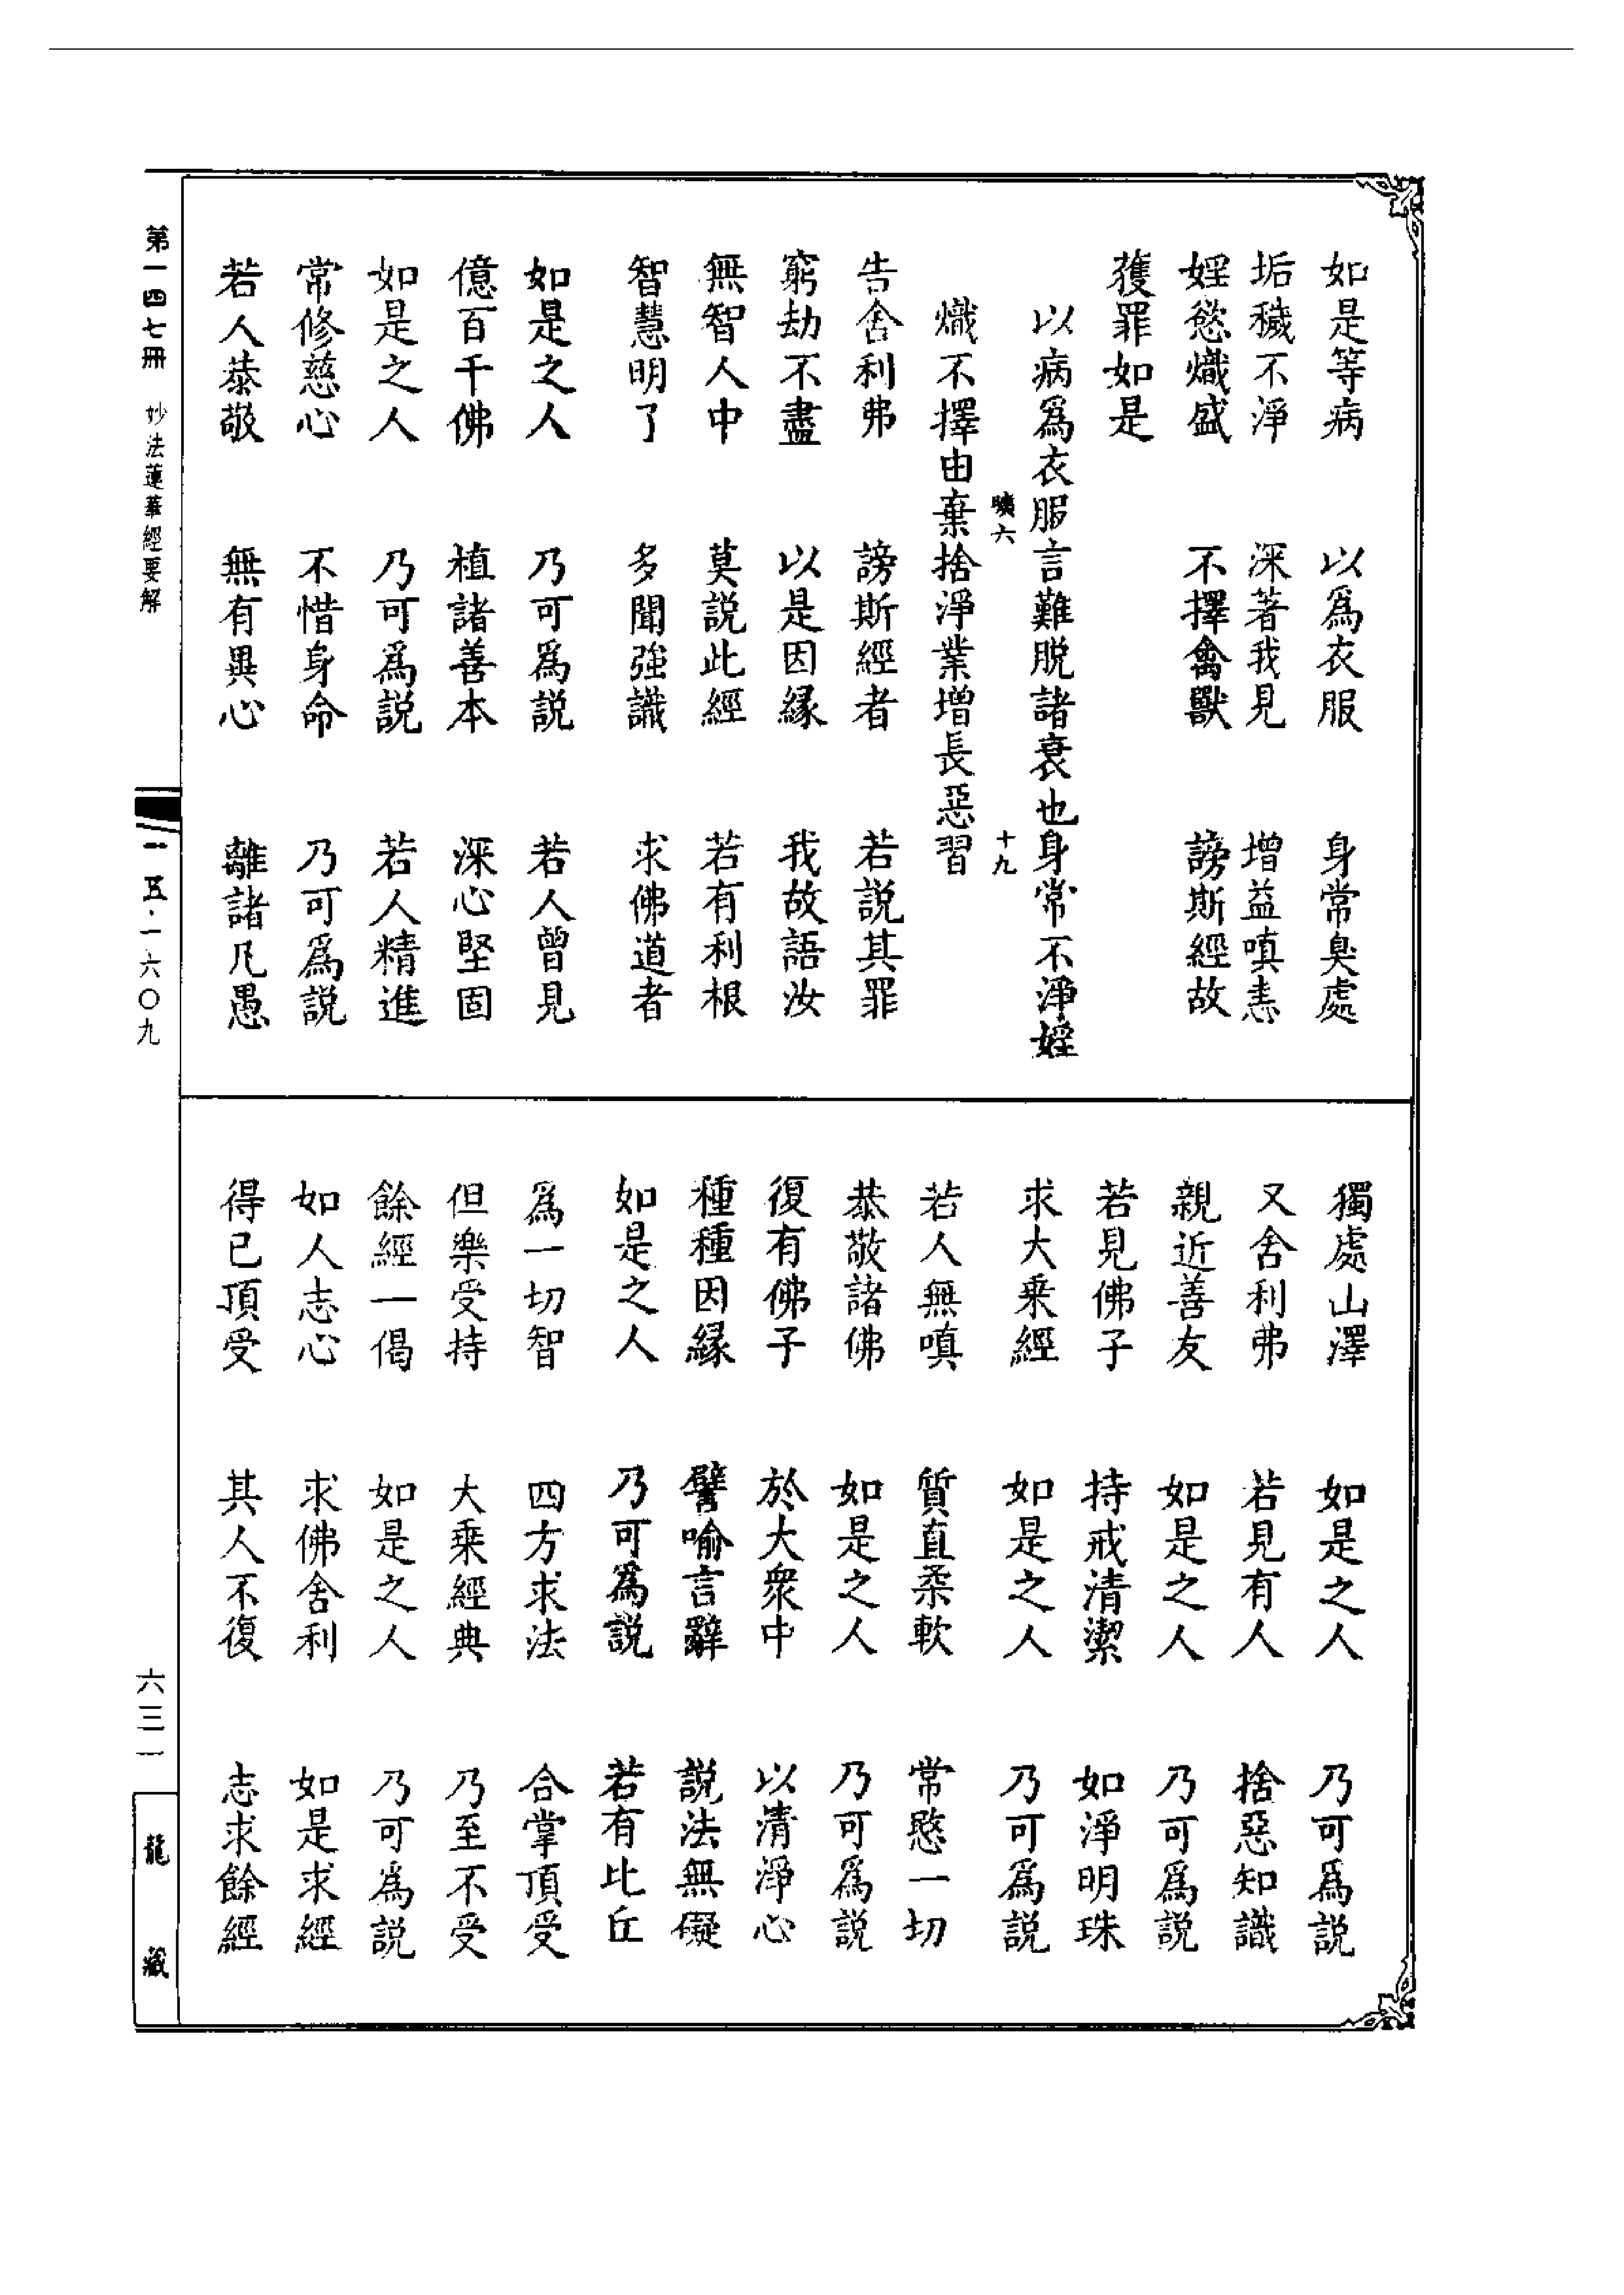 如是等病　以爲衣服　身常臭處
垢穢不淨　深著我見　增益嗔恚
婬慾熾盛　不擇禽獸　謗斯經故
獲罪如是
以病爲衣服言難脫諸衰也身常不淨婬
㘓六　十九
熾不擇由棄捨淨業增長惡習
告舍利弗　謗斯經者　若說其罪
窮劫不盡　以是因緣　我故語汝
無智人中　莫說此經　若有利根
智慧明了　多聞強識　求佛道者
如是之人　乃可爲說　若人曾見
億百千佛　植諸善本　深心堅固
如是之人　乃可爲說　若人精進
常修慈心　不惜身命　乃可爲說
若人恭敬　無有異心　離諸凡愚
獨處山澤　如是之人　乃可爲說
又舍利弗　若見有人　捨惡知識
親近善友　如是之人　乃可爲說
若見佛子　持戒清潔　如淨明珠
求大乘經　如是之人　乃可爲說
若人無嗔　質直柔軟　常愍一切
恭敬諸佛　如是之人　乃可爲說
復有佛子　於大衆中　以清淨心
種種因緣　譬喻言辭　說法無礙
如是之人　乃可爲說　若有比丘
爲一切智　四方求法　合掌頂受
但樂受持　大乘經典　乃至不受
餘經一偈　如是之人　乃可爲說
如人志心　求佛舍利　如是求經
得已頂受　其人不復　志求餘經
第一四七冊　妙法蓮華經要解　一五·一六〇九　六三一　龍藏